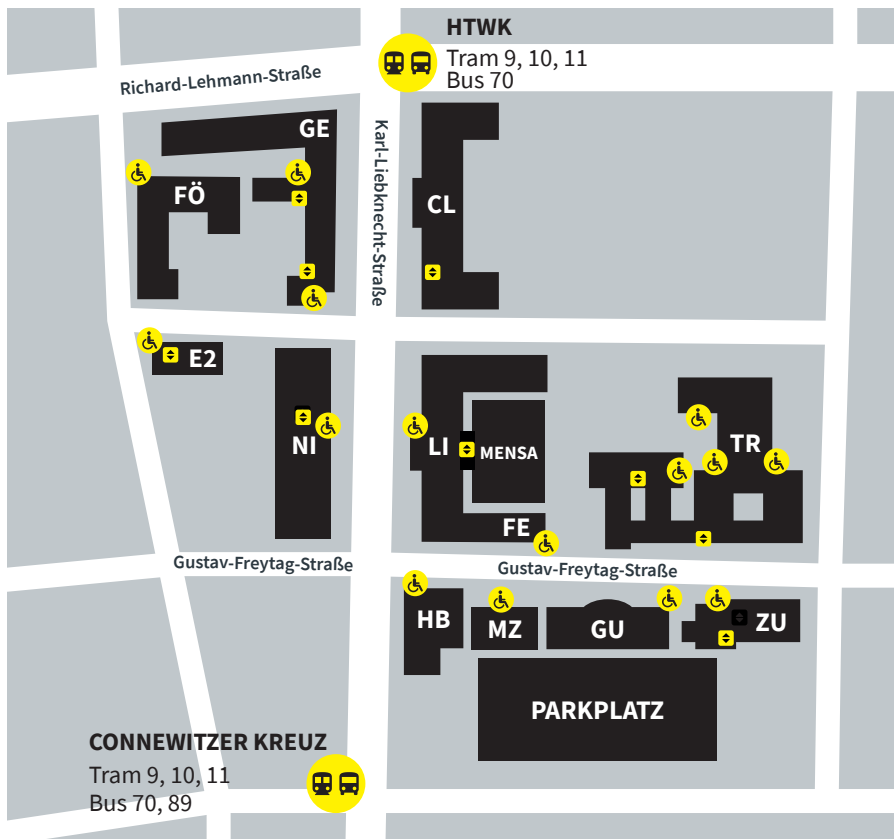 HTWK
Tram 9, 10, 11
Bus 70
Richard-Lehmann-Straße
GE
Karl-Liebknecht-Straße
FÖ
CL
E2
NI
LI
MENSA
TR
FE
Gustav-Freytag-Straße
Gustav-Freytag-Straße
HB
MZ
GU
ZU
PARKPLATZ
CONNEWITZER KREUZ
Tram 9, 10, 11
Bus 70, 89